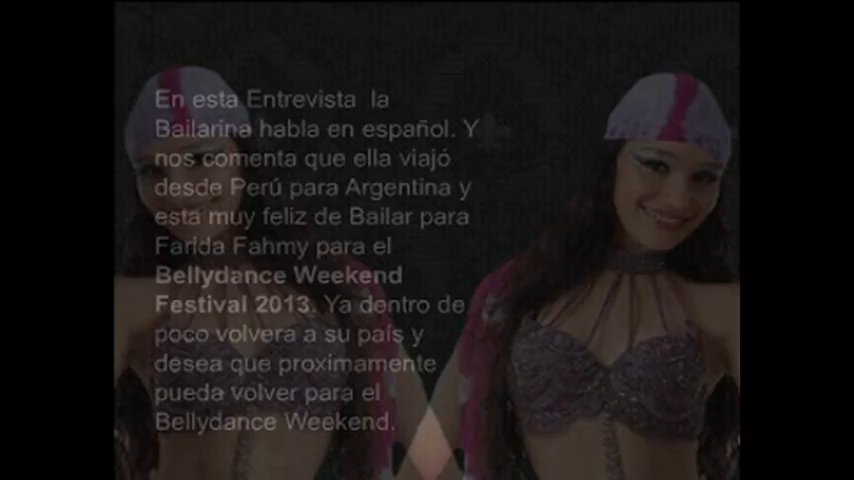 En esta Entrevista la
Bailarina habla en español. Y
nos comenta que ella viajó
desde Perú para Argentina y
esta muy feliz de Bailar para
Farida Fahmy para el
Bellydance Weekend
Festival 2013. Ya dentro de
poco volvera a su país y
desea que proximamente
pueda volver para el
Bellydance Weekend.